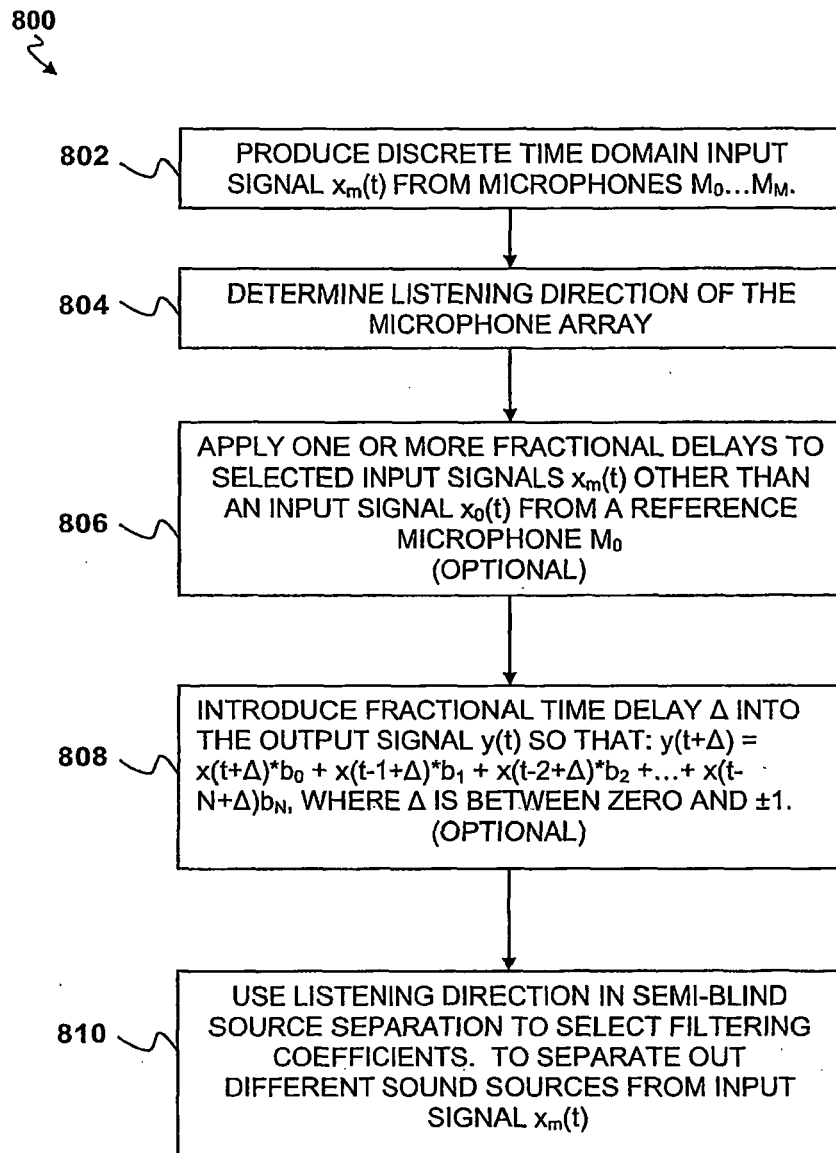 800
802
PRODUCE DISCRETE TIME DOMAIN INPUT
SIGNAL xₘ(t) FROM MICROPHONES M₀...M_M.
804
DETERMINE LISTENING DIRECTION OF THE
MICROPHONE ARRAY
806
APPLY ONE OR MORE FRACTIONAL DELAYS TO
SELECTED INPUT SIGNALS xₘ(t) OTHER THAN
AN INPUT SIGNAL x₀(t) FROM A REFERENCE
MICROPHONE M₀
(OPTIONAL)
808
INTRODUCE FRACTIONAL TIME DELAY Δ INTO
THE OUTPUT SIGNAL y(t) SO THAT: y(t+Δ) =
x(t+Δ)*b₀ + x(t-1+Δ)*b₁ + x(t-2+Δ)*b₂ +...+ x(t-
N+Δ)b_N, WHERE Δ IS BETWEEN ZERO AND ±1.
(OPTIONAL)
810
USE LISTENING DIRECTION IN SEMI-BLIND
SOURCE SEPARATION TO SELECT FILTERING
COEFFICIENTS. TO SEPARATE OUT
DIFFERENT SOUND SOURCES FROM INPUT
SIGNAL xₘ(t)